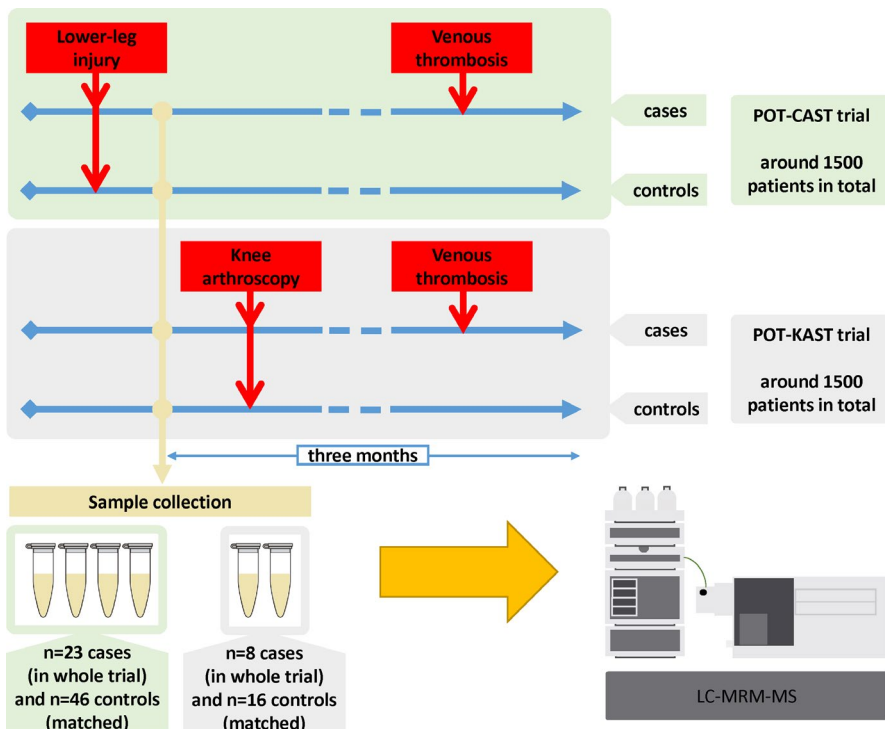 Lower-leg
injury
Venous
thrombosis
cases
controls
POT-CAST trial
around 1500
patients in total
Knee
arthroscopy
Venous
thrombosis
cases
controls
POT-KAST trial
around 1500
patients in total
three months
Sample collection
n=23 cases
(in whole trial)
and n=46 controls
(matched)
n=8 cases
(in whole trial)
and n=16 controls
(matched)
LC-MRM-MS